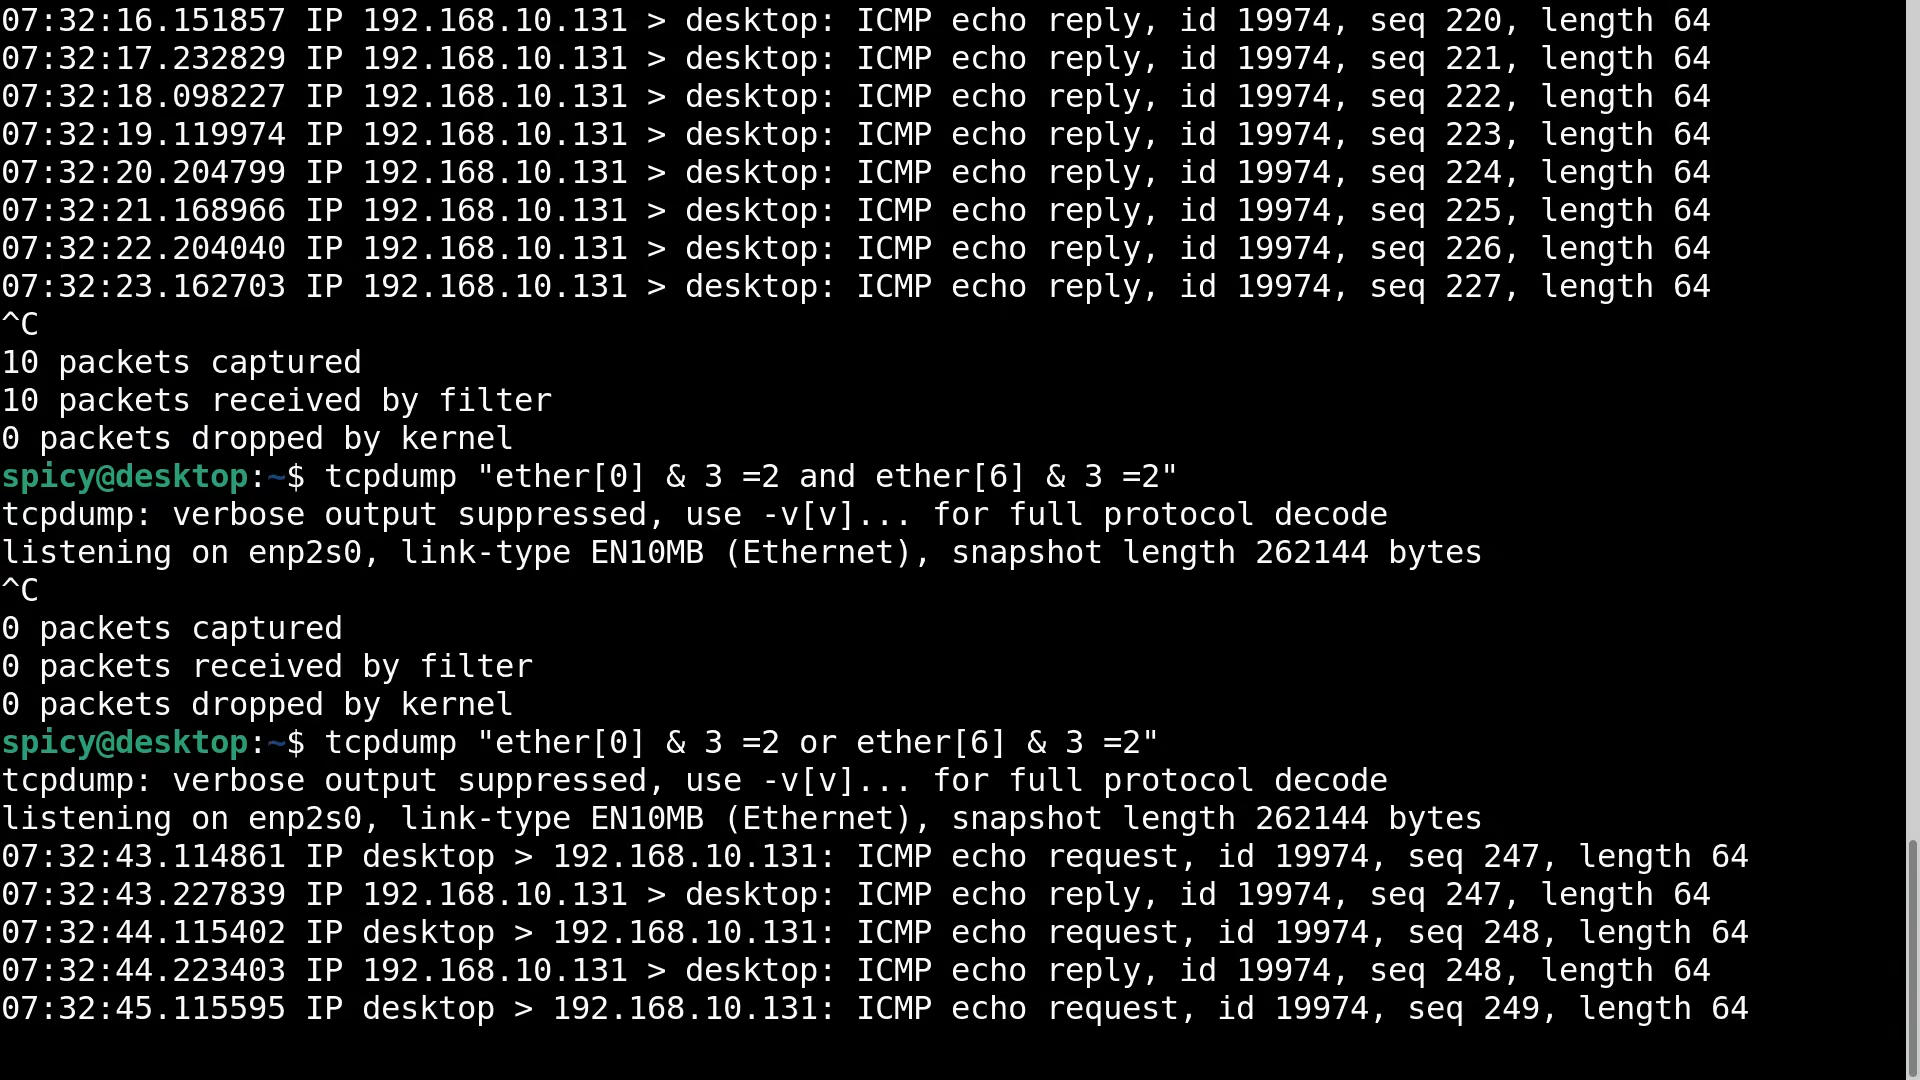 07:32:16.151857 IP 192.168.10.131 > desktop: ICMP echo reply, id 19974, seq 220, length 64
07:32:17.232829 IP 192.168.10.131 > desktop: ICMP echo reply, id 19974, seq 221, length 64
07:32:18.098227 IP 192.168.10.131 > desktop: ICMP echo reply, id 19974, seq 222, length 64
07:32:19.119974 IP 192.168.10.131 > desktop: ICMP echo reply, id 19974, seq 223, length 64
07:32:20.204799 IP 192.168.10.131 > desktop: ICMP echo reply, id 19974, seq 224, length 64
07:32:21.168966 IP 192.168.10.131 > desktop: ICMP echo reply, id 19974, seq 225, length 64
07:32:22.204040 IP 192.168.10.131 > desktop: ICMP echo reply, id 19974, seq 226, length 64
07:32:23.162703 IP 192.168.10.131 > desktop: ICMP echo reply, id 19974, seq 227, length 64
^C
10 packets captured
10 packets received by filter
0 packets dropped by kernel
spicy@desktop:~$ tcpdump "ether[0] & 3 =2 and ether[6] & 3 =2"
tcpdump: verbose output suppressed, use -v[v]... for full protocol decode
listening on enp2s0, link-type EN10MB (Ethernet), snapshot length 262144 bytes
^C
0 packets captured
0 packets received by filter
0 packets dropped by kernel
spicy@desktop:~$ tcpdump "ether[0] & 3 =2 or ether[6] & 3 =2"
tcpdump: verbose output suppressed, use -v[v]... for full protocol decode
listening on enp2s0, link-type EN10MB (Ethernet), snapshot length 262144 bytes
07:32:43.114861 IP desktop > 192.168.10.131: ICMP echo request, id 19974, seq 247, length 64
07:32:43.227839 IP 192.168.10.131 > desktop: ICMP echo reply, id 19974, seq 247, length 64
07:32:44.115402 IP desktop > 192.168.10.131: ICMP echo request, id 19974, seq 248, length 64
07:32:44.223403 IP 192.168.10.131 > desktop: ICMP echo reply, id 19974, seq 248, length 64
07:32:45.115595 IP desktop > 192.168.10.131: ICMP echo request, id 19974, seq 249, length 64